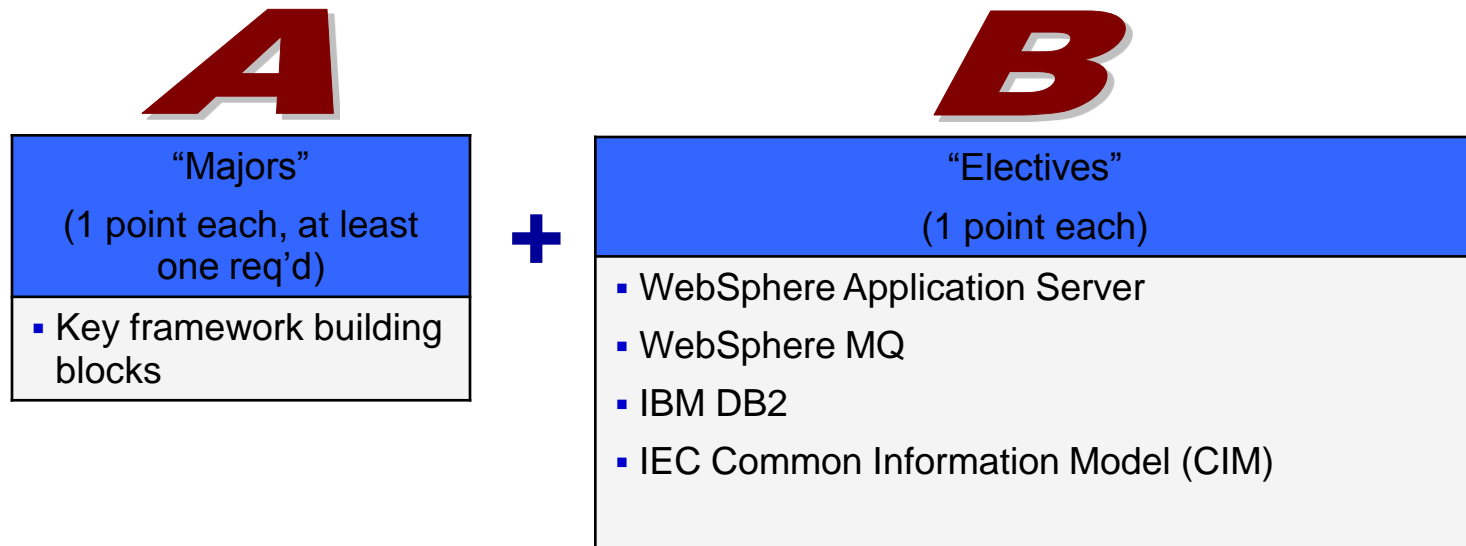 A
B
“Majors”
(1 point each, at least
one req’d)
▪ Key framework building
blocks
+
“Electives”
(1 point each)
▪ WebSphere Application Server
▪ WebSphere MQ
▪ IBM DB2
▪ IEC Common Information Model (CIM)